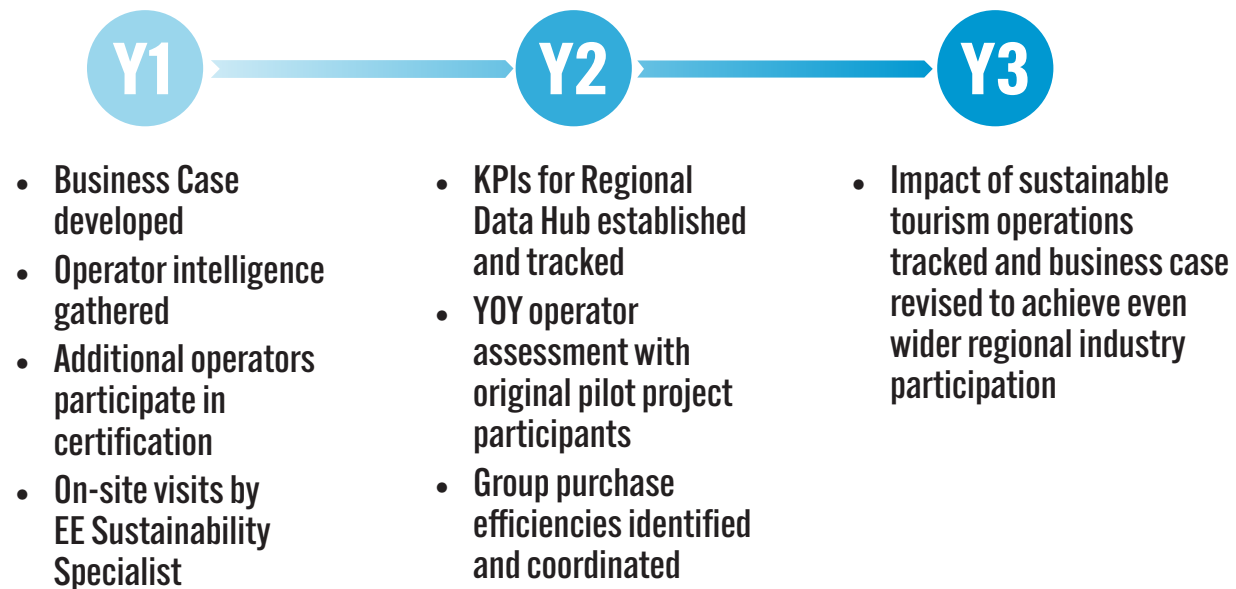 Y1
Y2
Y3
• Business Case
developed
• Operator intelligence
gathered
• Additional operators
participate in
certification
• On-site visits by
EE Sustainability
Specialist
• KPIs for Regional
Data Hub established
and tracked
• YOY operator
assessment with
original pilot project
participants
• Group purchase
efficiencies identified
and coordinated
• Impact of sustainable
tourism operations
tracked and business case
revised to achieve even
wider regional industry
participation